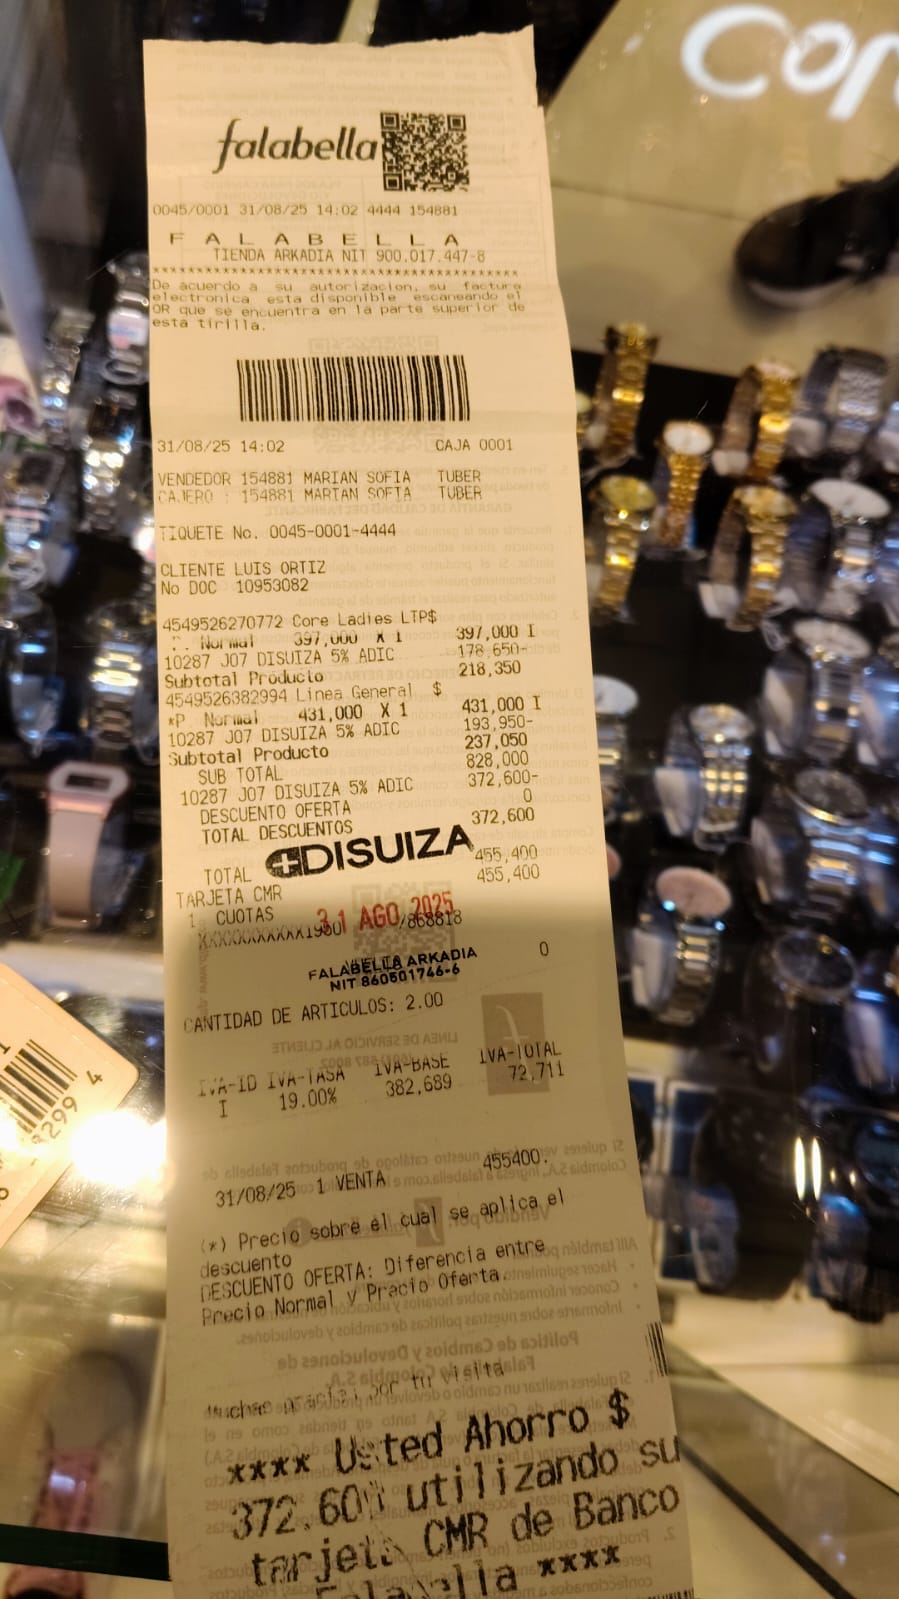 Cor
falabella
0045/0001 31/08/25 14:02 4444 154881
F A L A B E L L A
TIENDA ARKADIA NIT 900.017.447-8
****************************************************
De acuerdo a su autorizacion, su factura
electronica esta disponible escaneando el
QR que se encuentra en la parte superior de
esta tirilla.
31/08/25 14:02 CAJA 0001
VENDEDOR 154881 MARIAN SOFIA TUBER
CAJERO : 154881 MARIAN SOFIA TUBER
TIQUETE No. 0045-0001-4444
CLIENTE LUIS ORTIZ
No DOC 10953082
4549526270772 Core Ladies LTP$
Normal 397,000 X 1 397,000 I
10287 J07 DISUIZA 5% ADIC 178,650-
Subtotal Producto 218,350
4549526382994 Linea General $
*P. Normal 431,000 X 1 431,000 I
10287 J07 DISUIZA 5% ADIC 193,950-
Subtotal Producto 237,050
SUB TOTAL 828,000
10287 J07 DISUIZA 5% ADIC 372,600-
DESCUENTO OFERTA 0
TOTAL DESCUENTOS 372,600
DISUIZA
TOTAL 455,400
TARJETA CMR 455,400
1 CUOTAS
31 AGO 2025
/868818
0
FALABELLA ARKADIA
NIT 860501746-6
CANTIDAD DE ARTICULOS: 2.00
IVA-ID IVA-TASA IVA-BASE IVA-TOTAL
I 19.00% 382,689 72,711
31/08/25 1 VENTA 455400.
(*) Precio sobre el cual se aplica el
descuento
DESCUENTO OFERTA: Diferencia entre
Precio Normal y Precio Oferta.
Muchas gracias por tu visita
**** Usted Ahorro $
372.600 utilizando su
tarjeta CMR de Banco
Falabella ****
8299 4